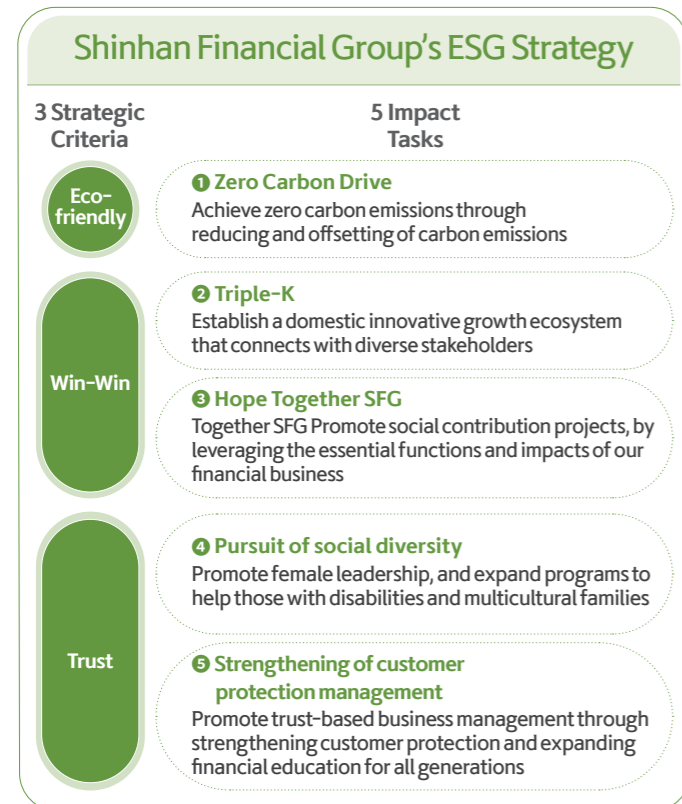 Shinhan Financial Group's ESG Strategy
3 Strategic
Criteria
5 Impact
Tasks
Eco-
friendly
❶ Zero Carbon Drive
Achieve zero carbon emissions through
reducing and offsetting of carbon emissions
Win-Win
❷ Triple-K
Establish a domestic innovative growth ecosystem
that connects with diverse stakeholders
❸ Hope Together SFG
Together SFG Promote social contribution projects, by
leveraging the essential functions and impacts of our
financial business
Trust
❹ Pursuit of social diversity
Promote female leadership, and expand programs to
help those with disabilities and multicultural families
❺ Strengthening of customer
protection management
Promote trust-based business management through
strengthening customer protection and expanding
financial education for all generations